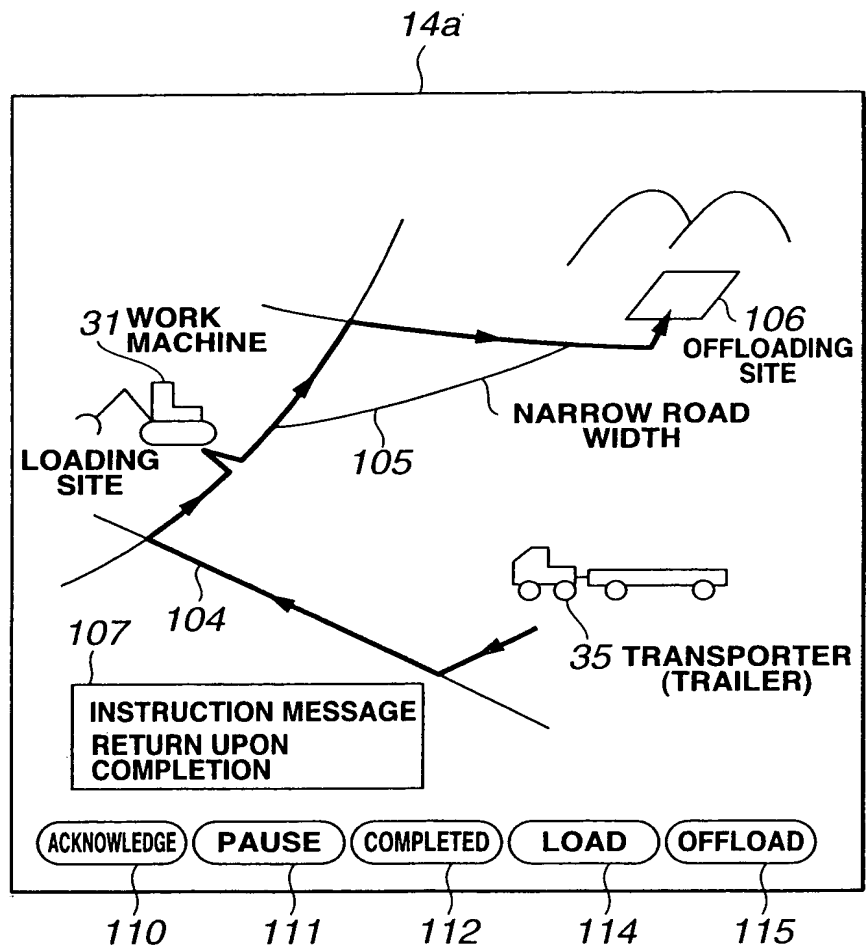 14a
31 WORK
MACHINE
106
OFFLOADING
SITE
NARROW ROAD
WIDTH
105
LOADING
SITE
104
107
35 TRANSPORTER
(TRAILER)
INSTRUCTION MESSAGE
RETURN UPON
COMPLETION
ACKNOWLEDGE PAUSE COMPLETED LOAD OFFLOAD
110 111 112 114 115